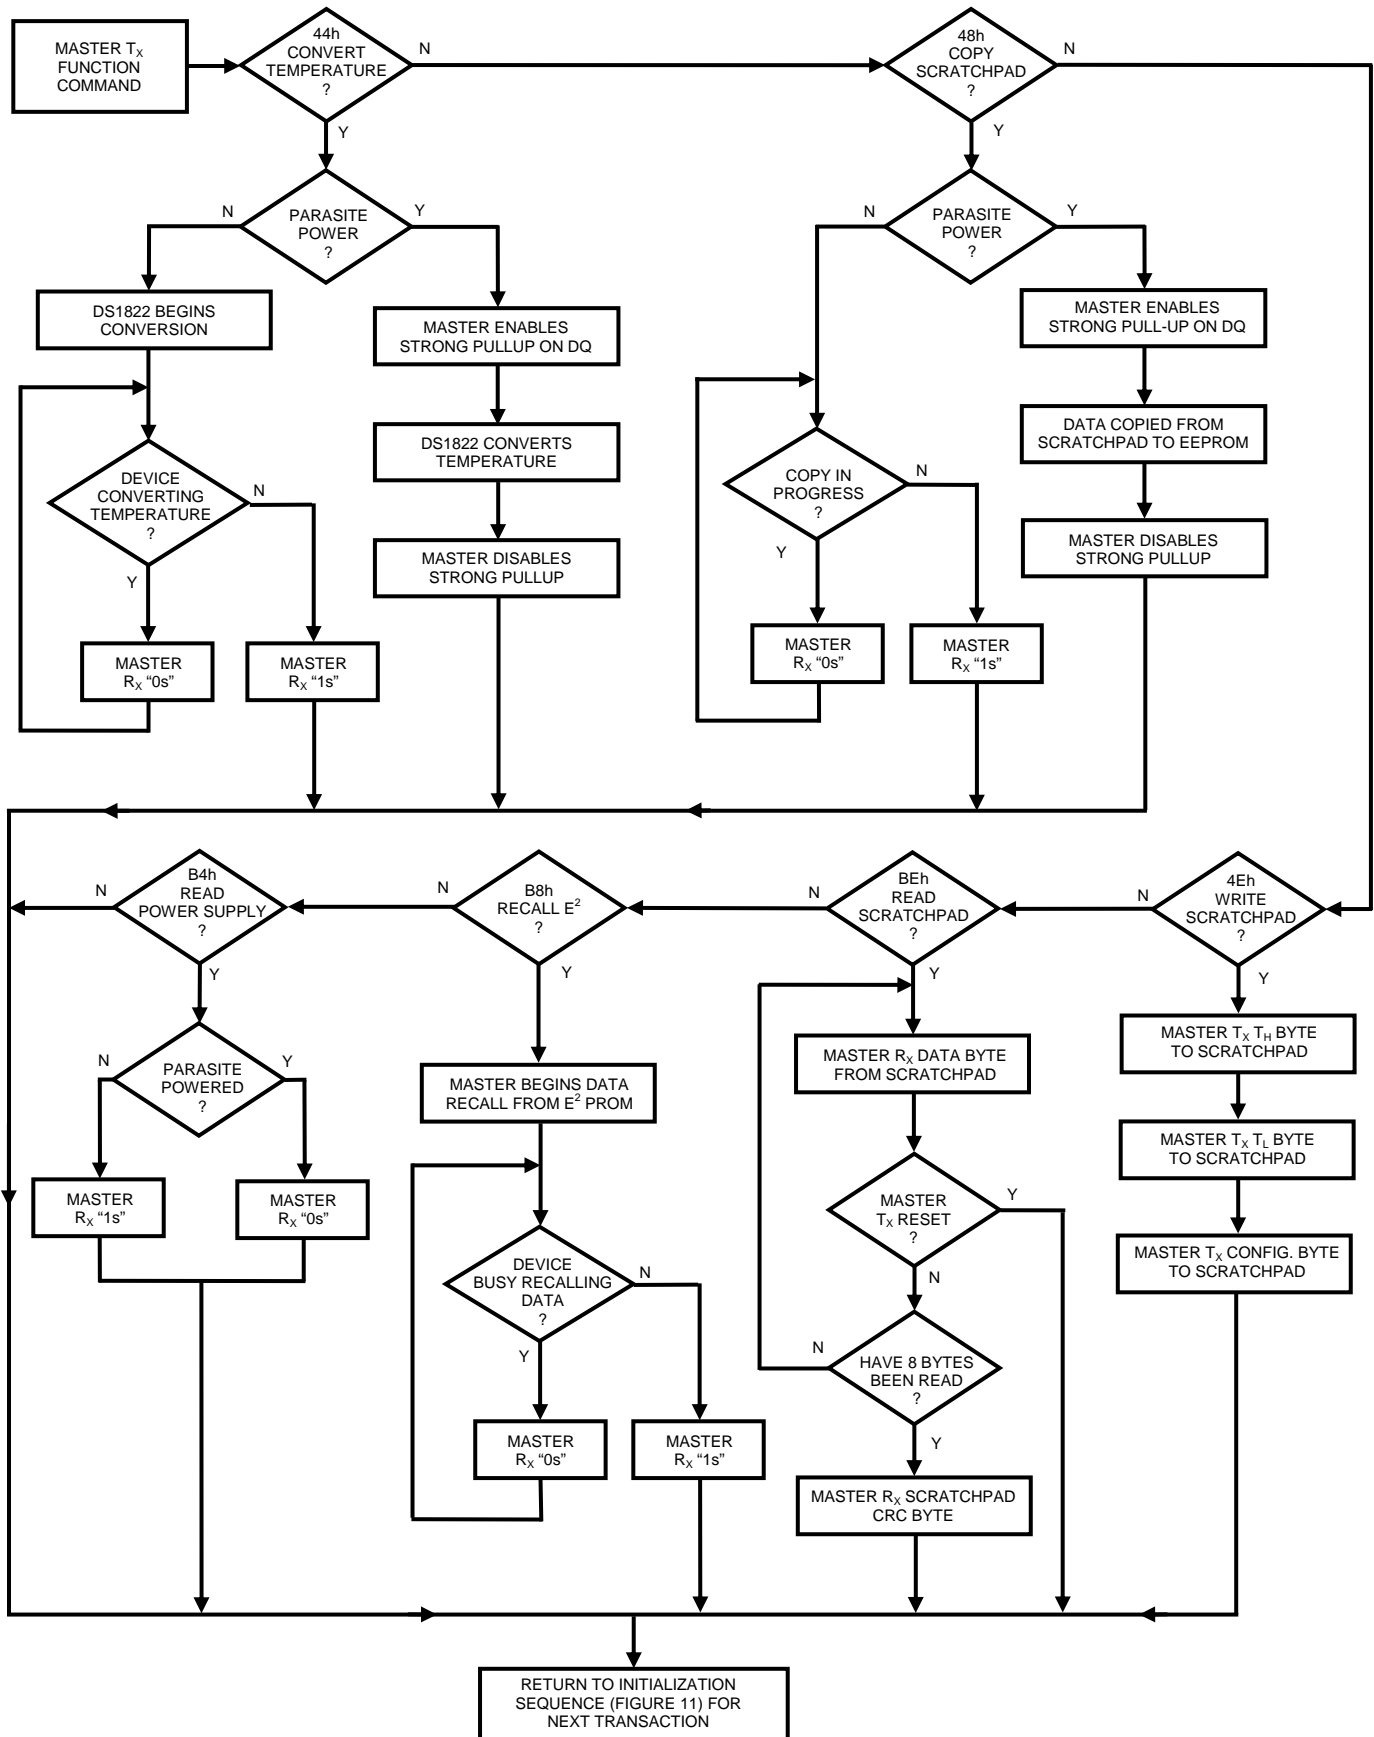 MASTER TX
FUNCTION
COMMAND
44h
CONVERT
TEMPERATURE
?
N
Y
48h
COPY
SCRATCHPAD
?
N
Y
PARASITE
POWER
?
N
Y
DS1822 BEGINS
CONVERSION
MASTER ENABLES
STRONG PULLUP ON DQ
DEVICE
CONVERTING
TEMPERATURE
?
N
Y
DS1822 CONVERTS
TEMPERATURE
MASTER DISABLES
STRONG PULLUP
MASTER
RX “0s”
MASTER
RX “1s”
PARASITE
POWER
?
N
Y
MASTER ENABLES
STRONG PULL-UP ON DQ
COPY IN
PROGRESS
?
N
Y
DATA COPIED FROM
SCRATCHPAD TO EEPROM
MASTER DISABLES
STRONG PULLUP
MASTER
RX “0s”
MASTER
RX “1s”
B4h
READ
POWER SUPPLY
?
N
Y
B8h
RECALL E2
?
N
Y
BEh
READ
SCRATCHPAD
?
N
Y
4Eh
WRITE
SCRATCHPAD
?
N
Y
PARASITE
POWERED
?
N
Y
MASTER
RX “1s”
MASTER
RX “0s”
MASTER BEGINS DATA
RECALL FROM E2 PROM
DEVICE
BUSY RECALLING
DATA
?
N
Y
MASTER
RX “0s”
MASTER
RX “1s”
MASTER RX DATA BYTE
FROM SCRATCHPAD
MASTER
TX RESET
?
Y
N
HAVE 8 BYTES
BEEN READ
?
N
Y
MASTER RX SCRATCHPAD
CRC BYTE
MASTER TX TH BYTE
TO SCRATCHPAD
MASTER TX TL BYTE
TO SCRATCHPAD
MASTER TX CONFIG. BYTE
TO SCRATCHPAD
RETURN TO INITIALIZATION
SEQUENCE (FIGURE 11) FOR
NEXT TRANSACTION